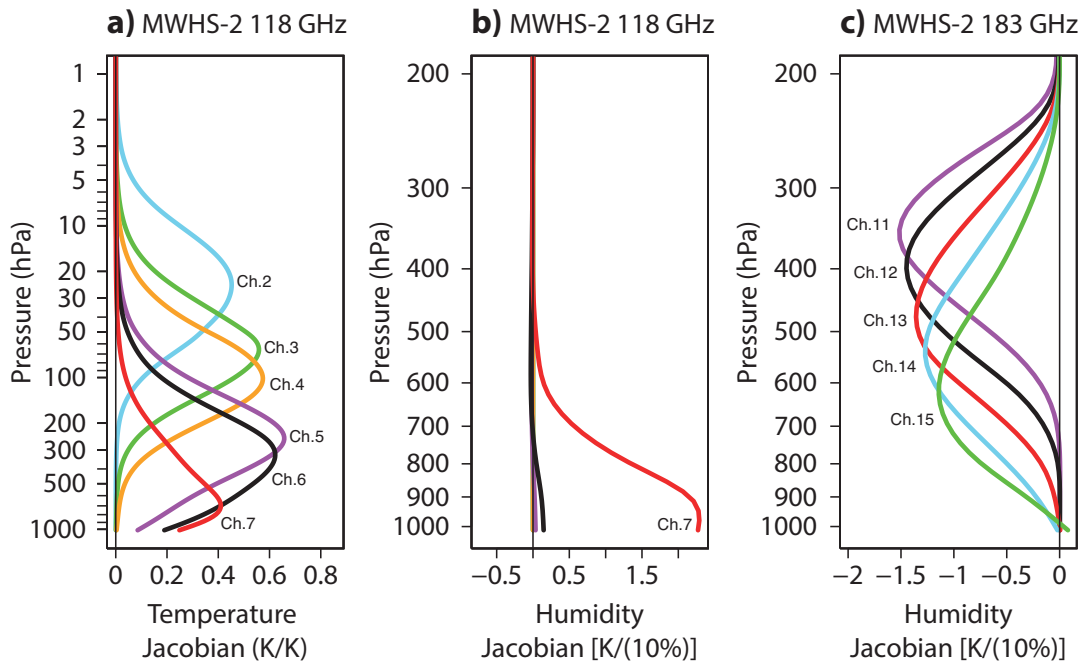 a) MWHS-2 118 GHz
Pressure (hPa)
1
2
3
5
10
20
30
50
100
200
300
500
1000
Ch.2
Ch.3
Ch.4
Ch.5
Ch.6
Ch.7
0 0.2 0.4 0.6 0.8
Temperature
Jacobian (K/K)
b) MWHS-2 118 GHz
Pressure (hPa)
200
300
400
500
600
700
800
900
1000
Ch.7
−0.5 0.5 1.5
Humidity
Jacobian [K/(10%)]
c) MWHS-2 183 GHz
Pressure (hPa)
200
300
400
500
600
700
800
900
1000
Ch.11
Ch.12
Ch.13
Ch.14
Ch.15
−2 −1.5 −1 −0.5 0
Humidity
Jacobian [K/(10%)]